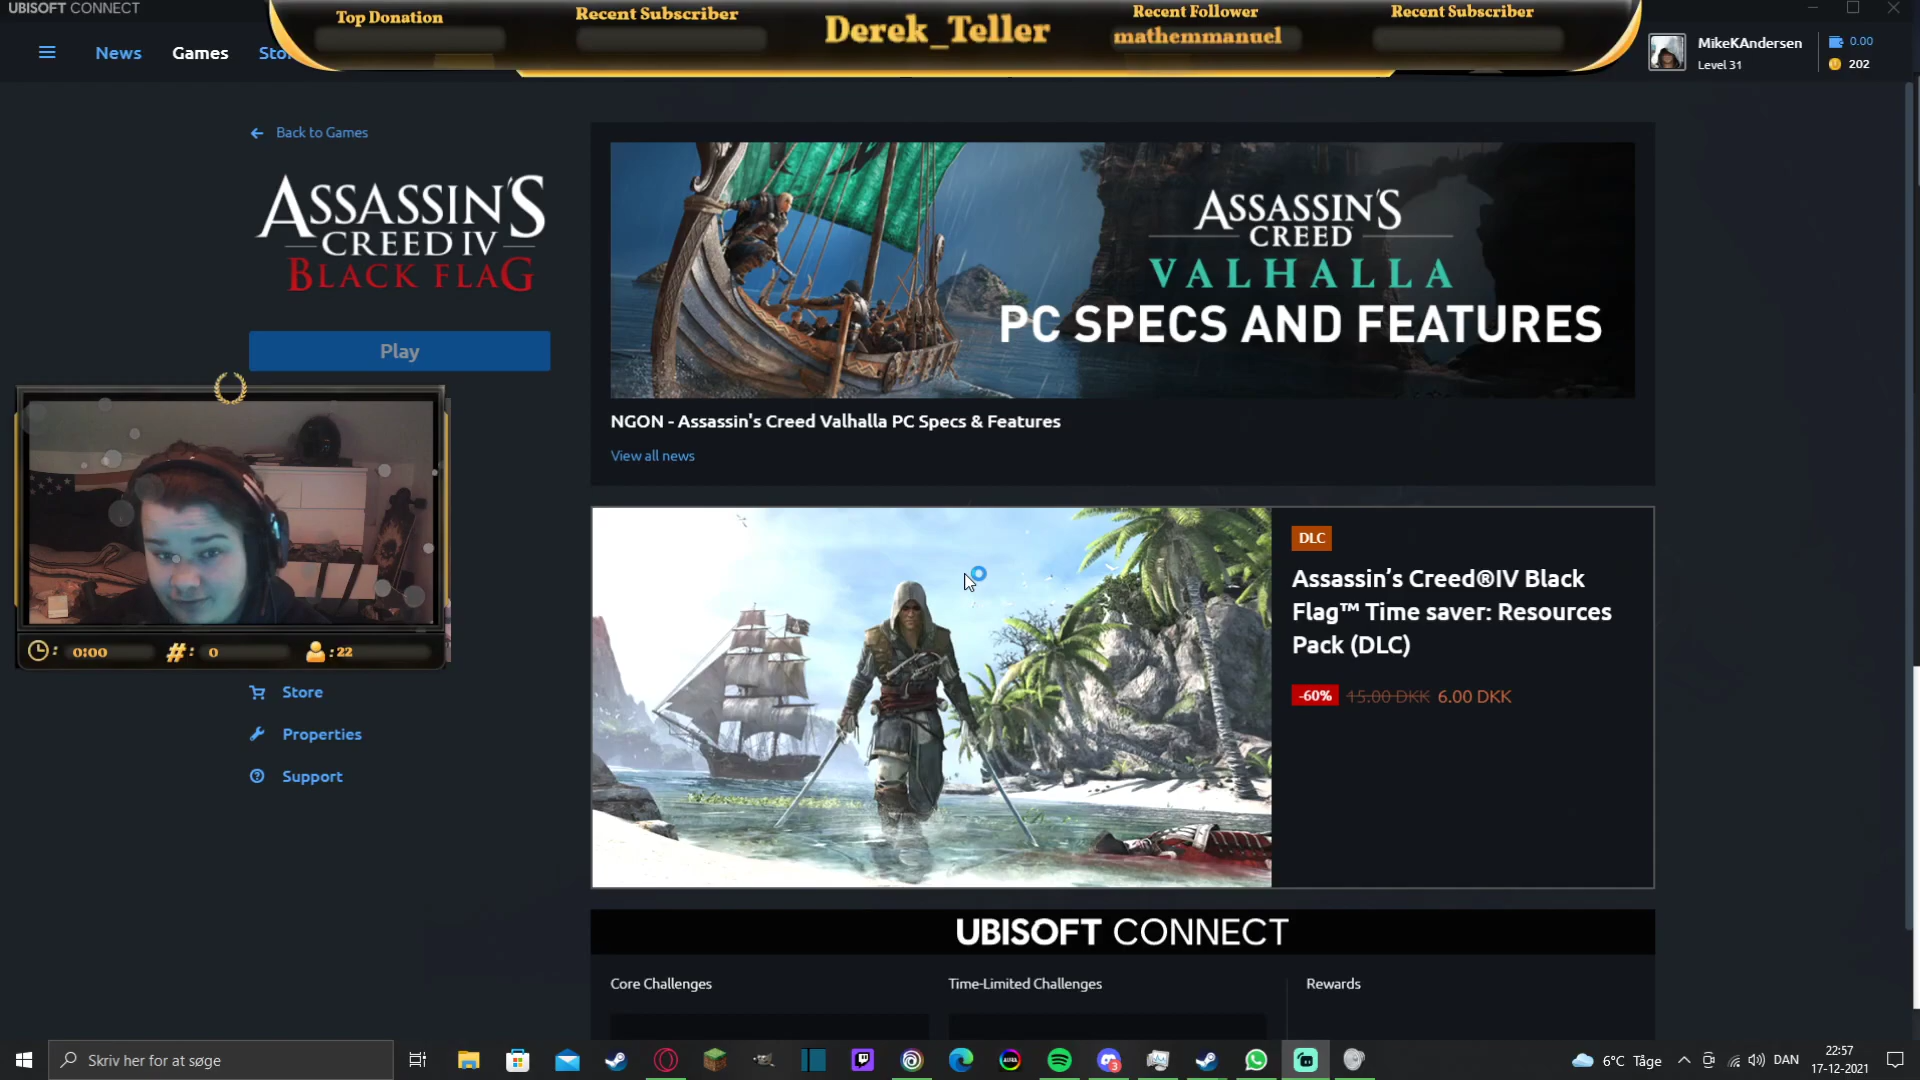 UBISOFT CONNECT
Top Donation
Recent Subscriber
Derek_Teller
Recent Follower
mathemmanuel
Recent Subscriber
News
Games
MikeKAndersen
Level 31
0.00
202
Back to Games
ASSASSIN'S
CREED IV
BLACK FLAG
Play
ASSASSIN'S
CREED
VALHALLA
PC SPECS AND FEATURES
NGON - Assassin's Creed Valhalla PC Specs & Features
View all news
0:00
#: 0
: 22
Store
Properties
Support
DLC
Assassin's Creed®IV Black
Flag™ Time saver: Resources
Pack (DLC)
-60% 15.00 DKK 6.00 DKK
UBISOFT CONNECT
Core Challenges
Time-Limited Challenges
Rewards
Skriv her for at søge
3
6°C Tåge
DAN
22:57
17-12-2021